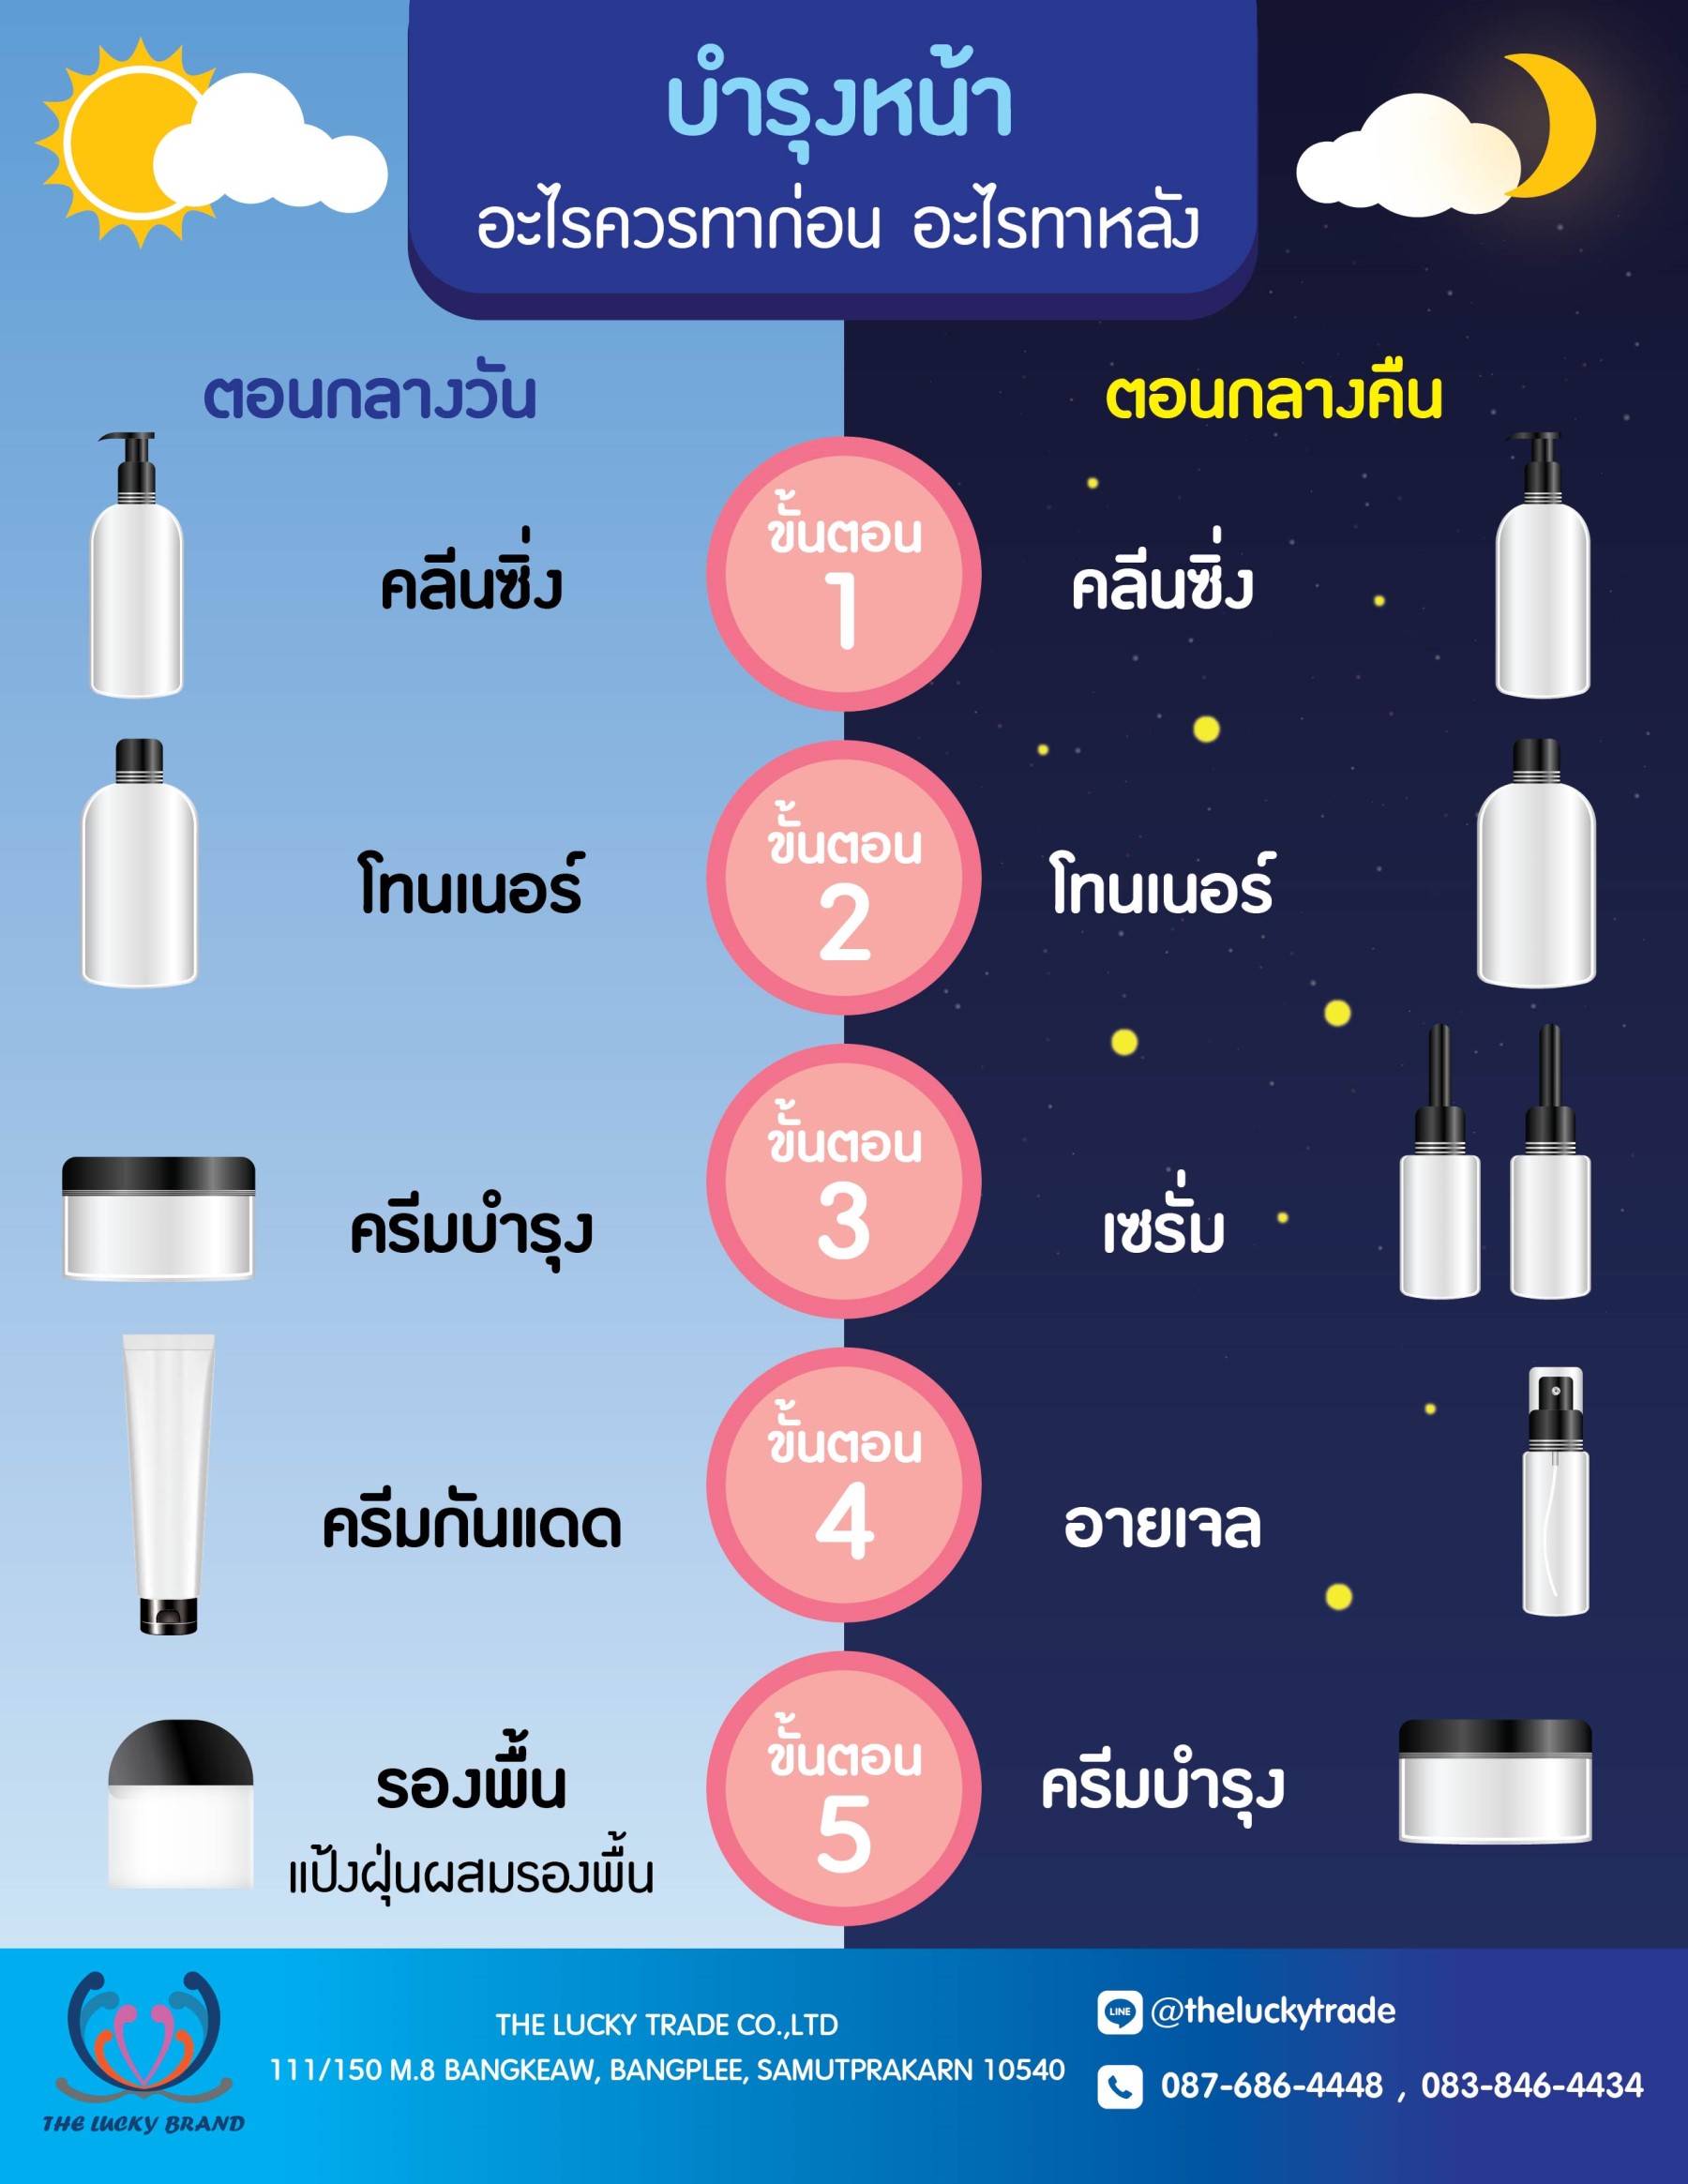 บำรุงหน้า
อะไรควรทาก่อน อะไรทาหลัง
ตอนกลางวัน
ตอนกลางคืน
คลีนซิ่ง
ขั้นตอน
1
คลีนซิ่ง
โทนเนอร์
ขั้นตอน
2
โทนเนอร์
ครีมบำรุง
ขั้นตอน
3
เซรั่ม
ครีมกันแดด
ขั้นตอน
4
อายเจล
รองพื้น
แป้งฝุ่นผสมรองพื้น
ขั้นตอน
5
ครีมบำรุง
THE LUCKY BRAND
THE LUCKY TRADE CO.,LTD
111/150 M.8 BANGKEAW, BANGPLEE, SAMUTPRAKARN 10540
LINE @theluckytrade
087-686-4448 , 083-846-4434